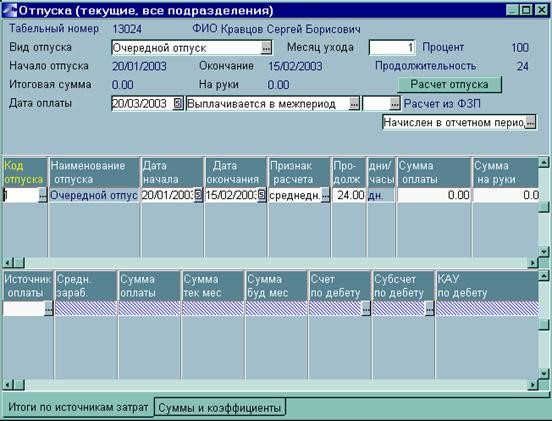 Отпуска (текущие, все подразделения)
Табельный номер 13024 ФИО Кравцов Сергей Борисович
Вид отпуска Очередной отпуск ... Месяц ухода 1 Процент 100
Начало отпуска 20/01/2003 Окончание 15/02/2003 Продолжительность 24
Итоговая сумма 0.00 На руки 0.00 Расчет отпуска
Дата оплаты 20/03/2003 Выплачивается в межпериод ... ... Расчет из ФЗП
Начислен в отчетном перио, ...
Код отпуска Наименование отпуска Дата начала Дата окончания Признак расчета Про-долж дни/часы Сумма оплаты Сумма на руки
1 ... Очередной отпус 20/01/2003 15/02/2003 среднедн. ... 24.00 дн. 0.00 0.0
Источник оплаты Средн. зараб. Сумма оплаты Сумма тек мес Сумма буд мес Счет по дебету Субсчет по дебету КАУ по дебету
... ... ...
Итоги по источникам затрат Суммы и коэффициенты